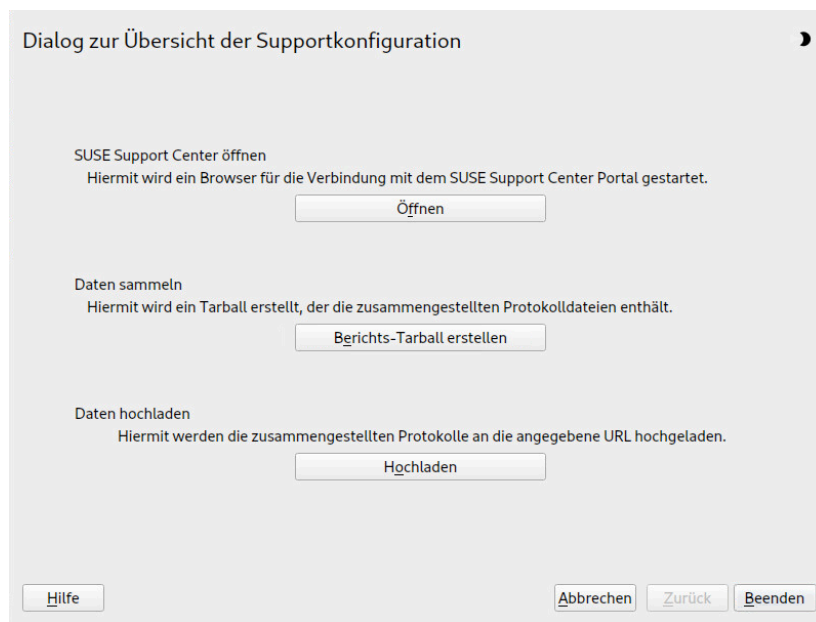 Dialog zur Übersicht der Supportkonfiguration
SUSE Support Center öffnen
Hiermit wird ein Browser für die Verbindung mit dem SUSE Support Center Portal gestartet.
Öffnen
Daten sammeln
Hiermit wird ein Tarball erstellt, der die zusammengestellten Protokolldateien enthält.
Berichts-Tarball erstellen
Daten hochladen
Hiermit werden die zusammengestellten Protokolle an die angegebene URL hochgeladen.
Hochladen
Hilfe
Abbrechen
Zurück
Beenden